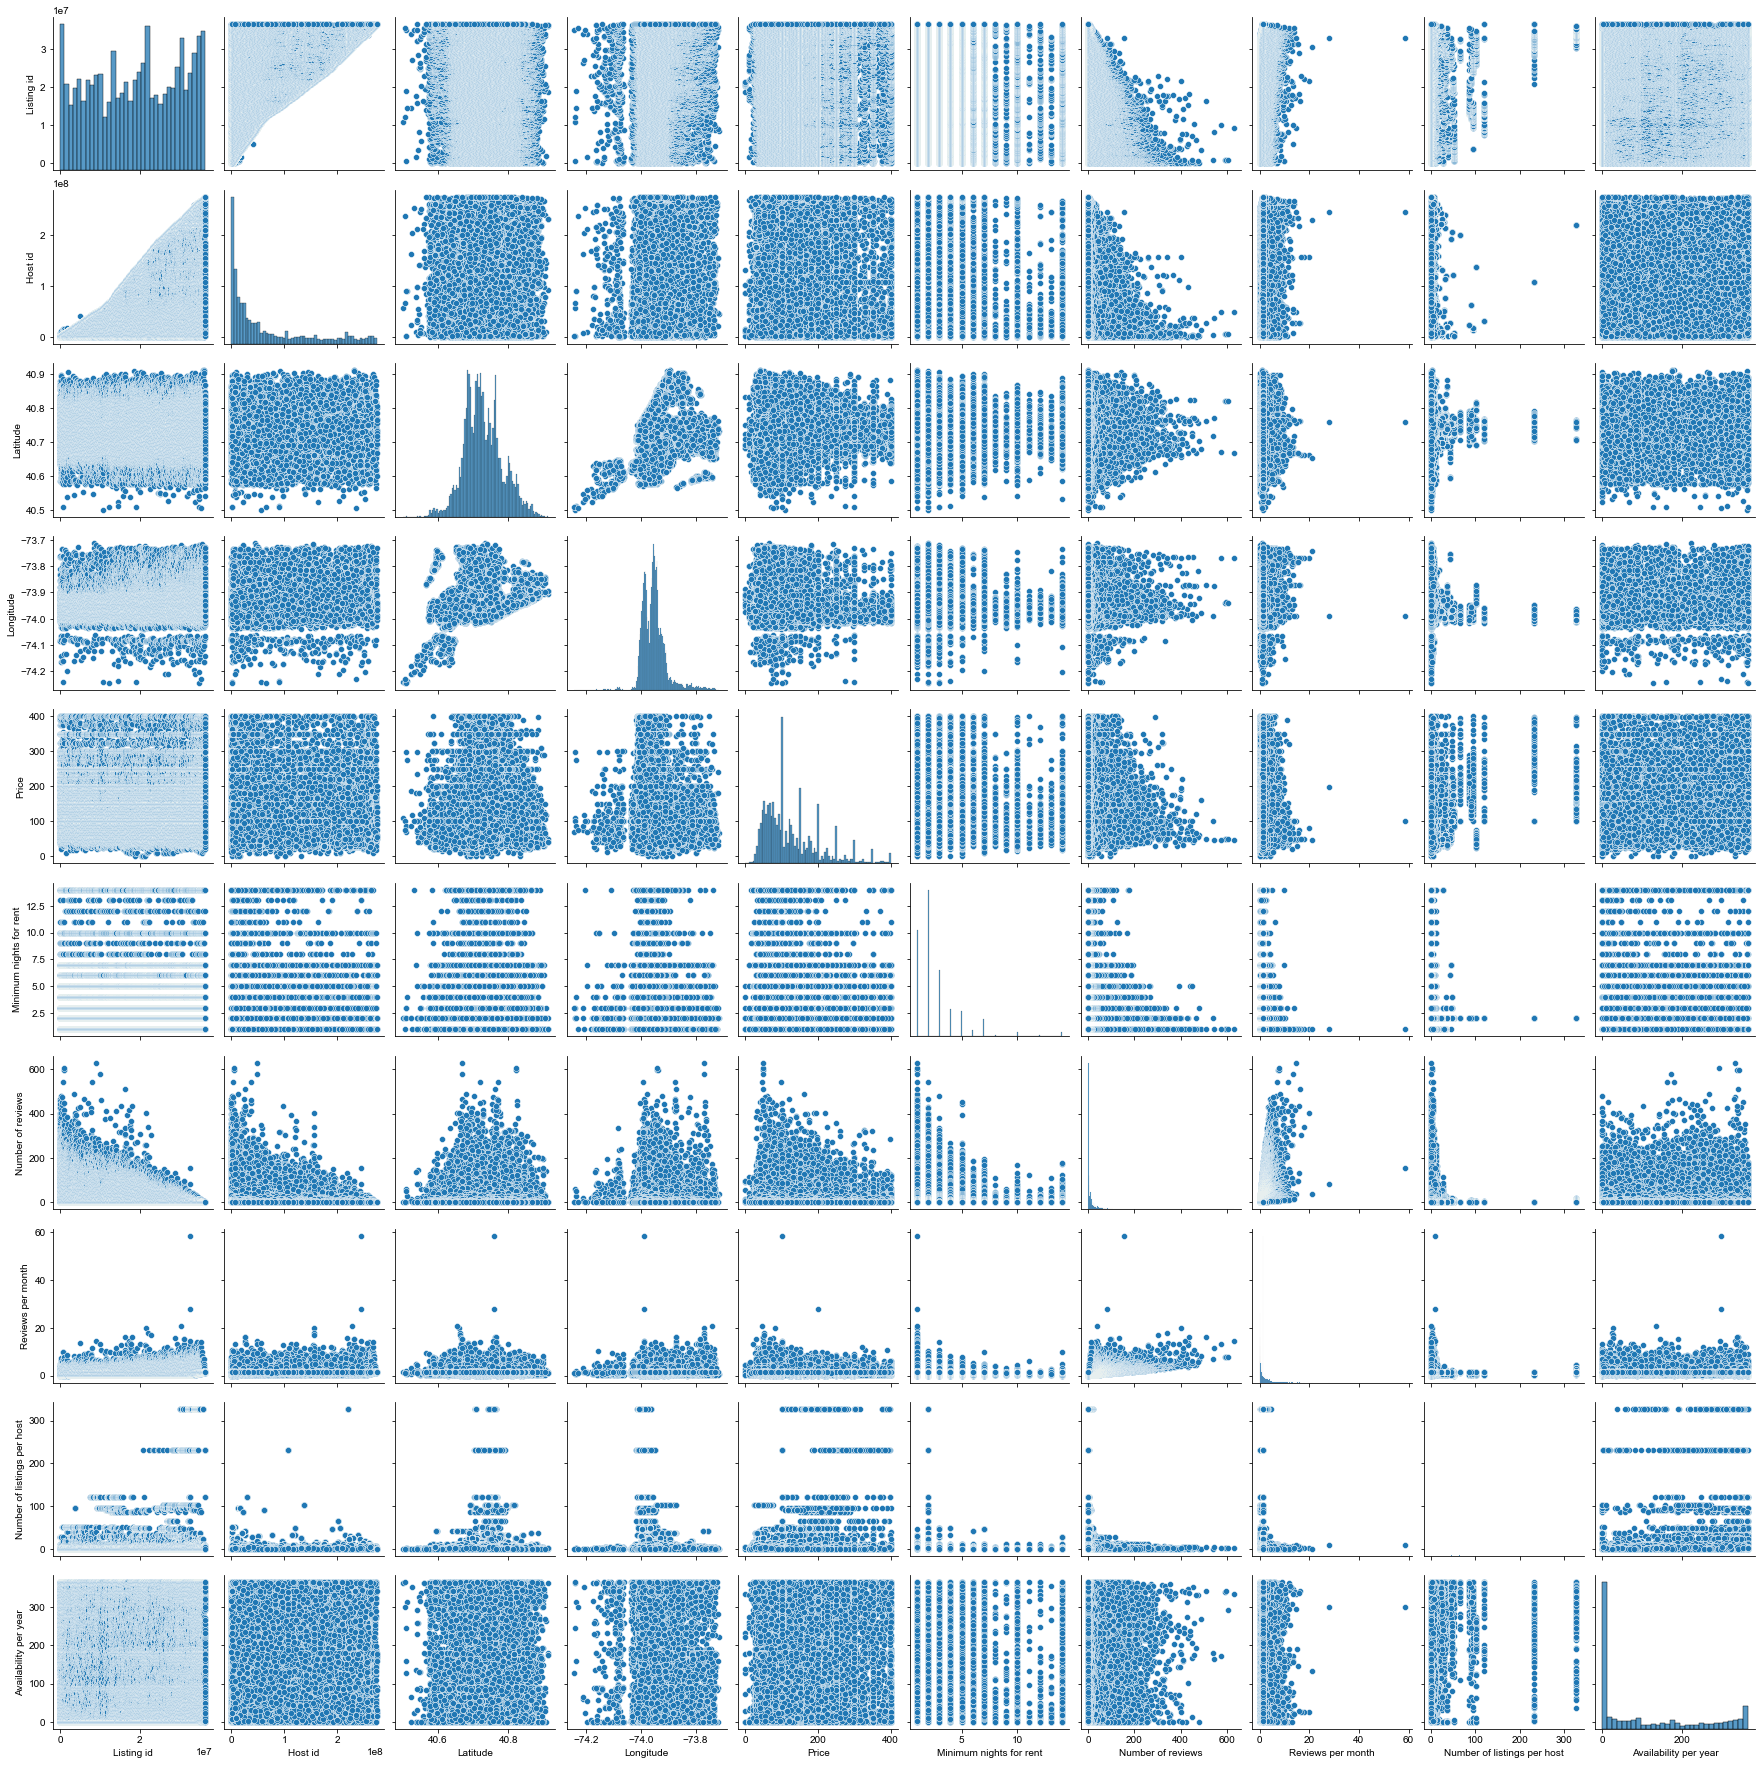 1e7
3
2
1
0
Listing id
1e8
2
1
0
Host id
40.9
40.8
40.7
40.6
40.5
Latitude
−73.7
−73.8
−73.9
−74.0
−74.1
−74.2
Longitude
400
300
200
100
0
Price
12.5
10.0
7.5
5.0
2.5
Minimum nights for rent
600
400
200
0
Number of reviews
60
40
20
0
Reviews per month
300
200
100
0
Number of listings per host
300
200
100
0
Availability per year
0 2 1e7
Listing id
0 1 2 1e8
Host id
40.6 40.8
Latitude
−74.2 −74.0 −73.8
Longitude
0 200 400
Price
5 10
Minimum nights for rent
0 200 400 600
Number of reviews
0 20 40 60
Reviews per month
0 100 200 300
Number of listings per host
0 200
Availability per year